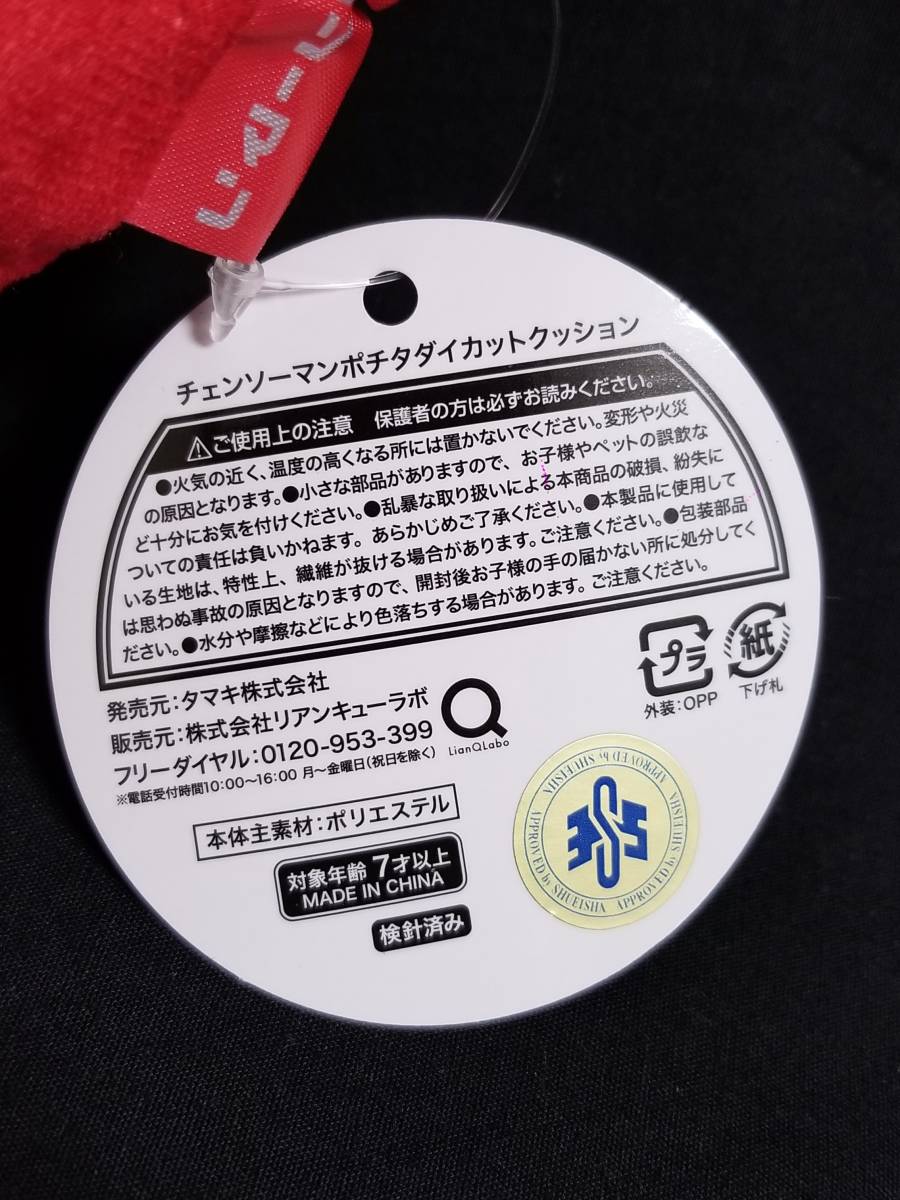 チェンソーマンポチタダイカットクッション
⚠ご使用上の注意 保護者の方は必ずお読みください。
●火気の近く、温度の高くなる所には置かないでください。変形や火災
の原因となります。●小さな部品がありますので、お子様やペットの誤飲な
ど十分にお気を付けください。●乱暴な取り扱いによる本商品の破損、紛失に
ついての責任は負いかねます。あらかじめご了承ください。●本製品に使用して
いる生地は、特性上、繊維が抜ける場合があります。ご注意ください。●包装部品
は思わぬ事故の原因となりますので、開封後お子様の手の届かない所に処分してく
ださい。●水分や摩擦などにより色落ちする場合があります。ご注意ください。
発売元:タマキ株式会社
販売元:株式会社リアンキューラボ
フリーダイヤル:0120-953-399
※電話受付時間10:00〜16:00 月〜金曜日(祝日を除く)
LianQLabo
プラ
外装:OPP
紙
下げ札
本体主素材:ポリエステル
対象年齢 7才以上
MADE IN CHINA
検針済み
APPROVED by SHUEISHA APPROVED by SHUEISHA APPROVED by SHUEISHA